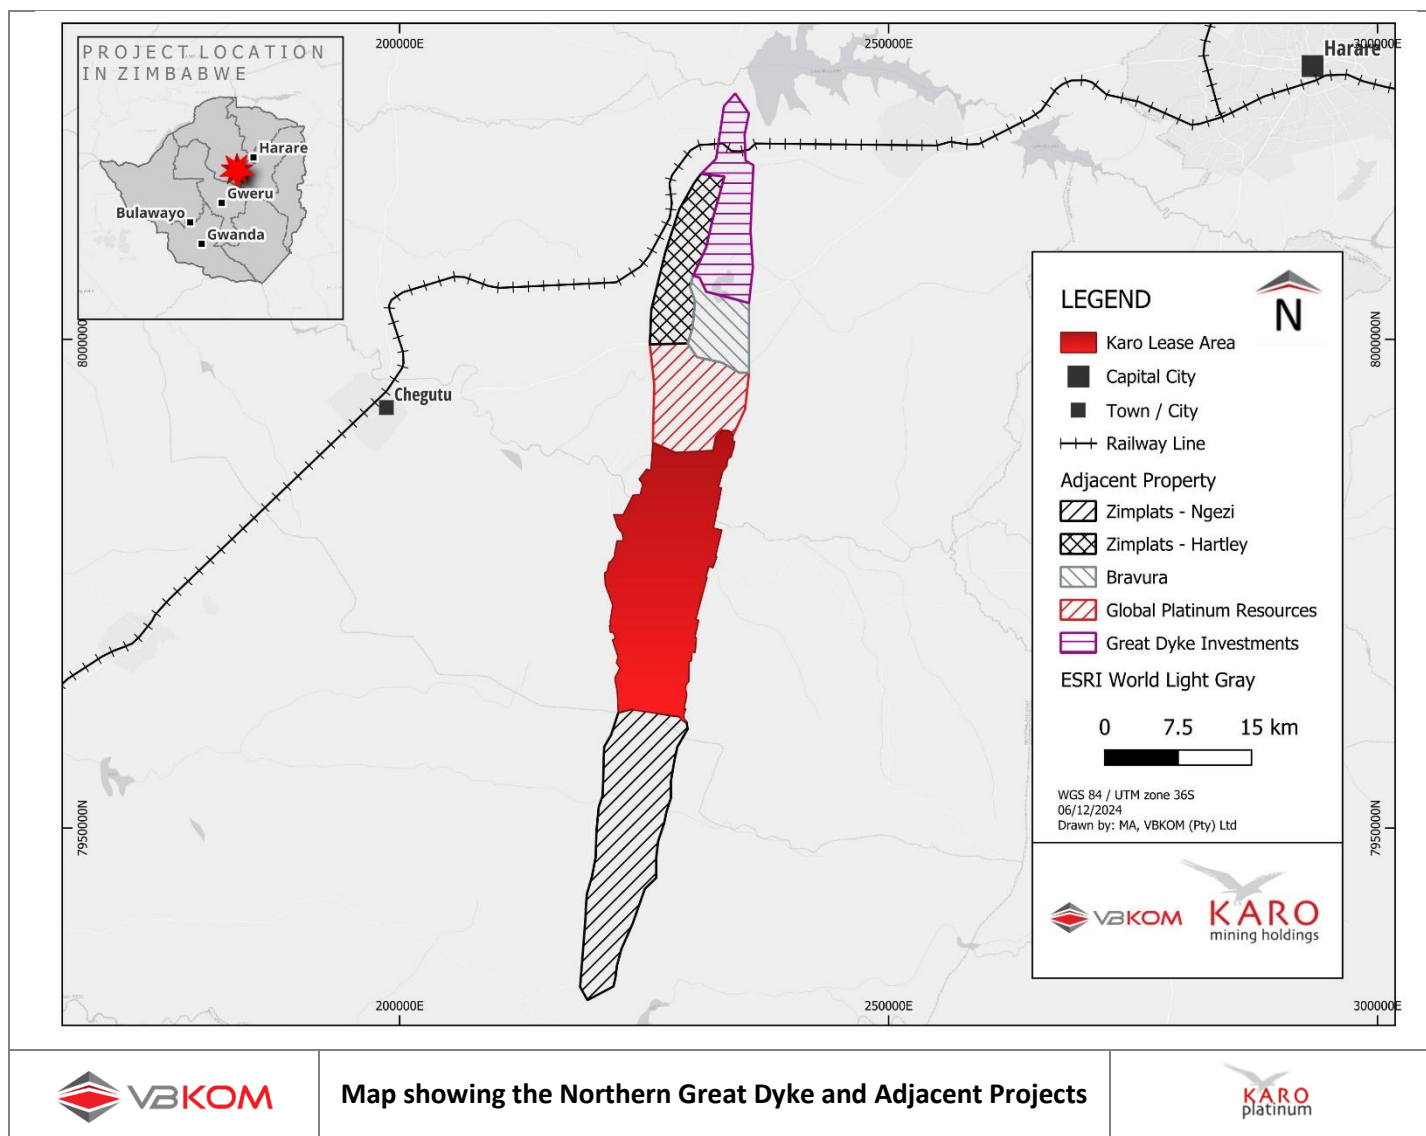 PROJECT LOCATION
IN ZIMBABWE
Harare
Gweru
Bulawayo
Gwanda
200000E
250000E
300000E
Harare
8000000N
8000000N
Chegutu
LEGEND
N
Karo Lease Area
Capital City
Town / City
Railway Line
Adjacent Property
Zimplats - Ngezi
Zimplats - Hartley
Bravura
Global Platinum Resources
Great Dyke Investments
ESRI World Light Gray
0 7.5 15 km
WGS 84 / UTM zone 36S
06/12/2024
Drawn by: MA, VBKOM (Pty) Ltd
7950000N
7950000N
VBKOM
KARO
mining holdings
200000E
250000E
300000E
VBKOM
Map showing the Northern Great Dyke and Adjacent Projects
KARO
platinum